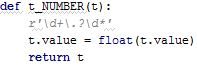 def t_NUMBER(t):
    r'\d+\.?\d*'
    t.value = float(t.value)
    return t